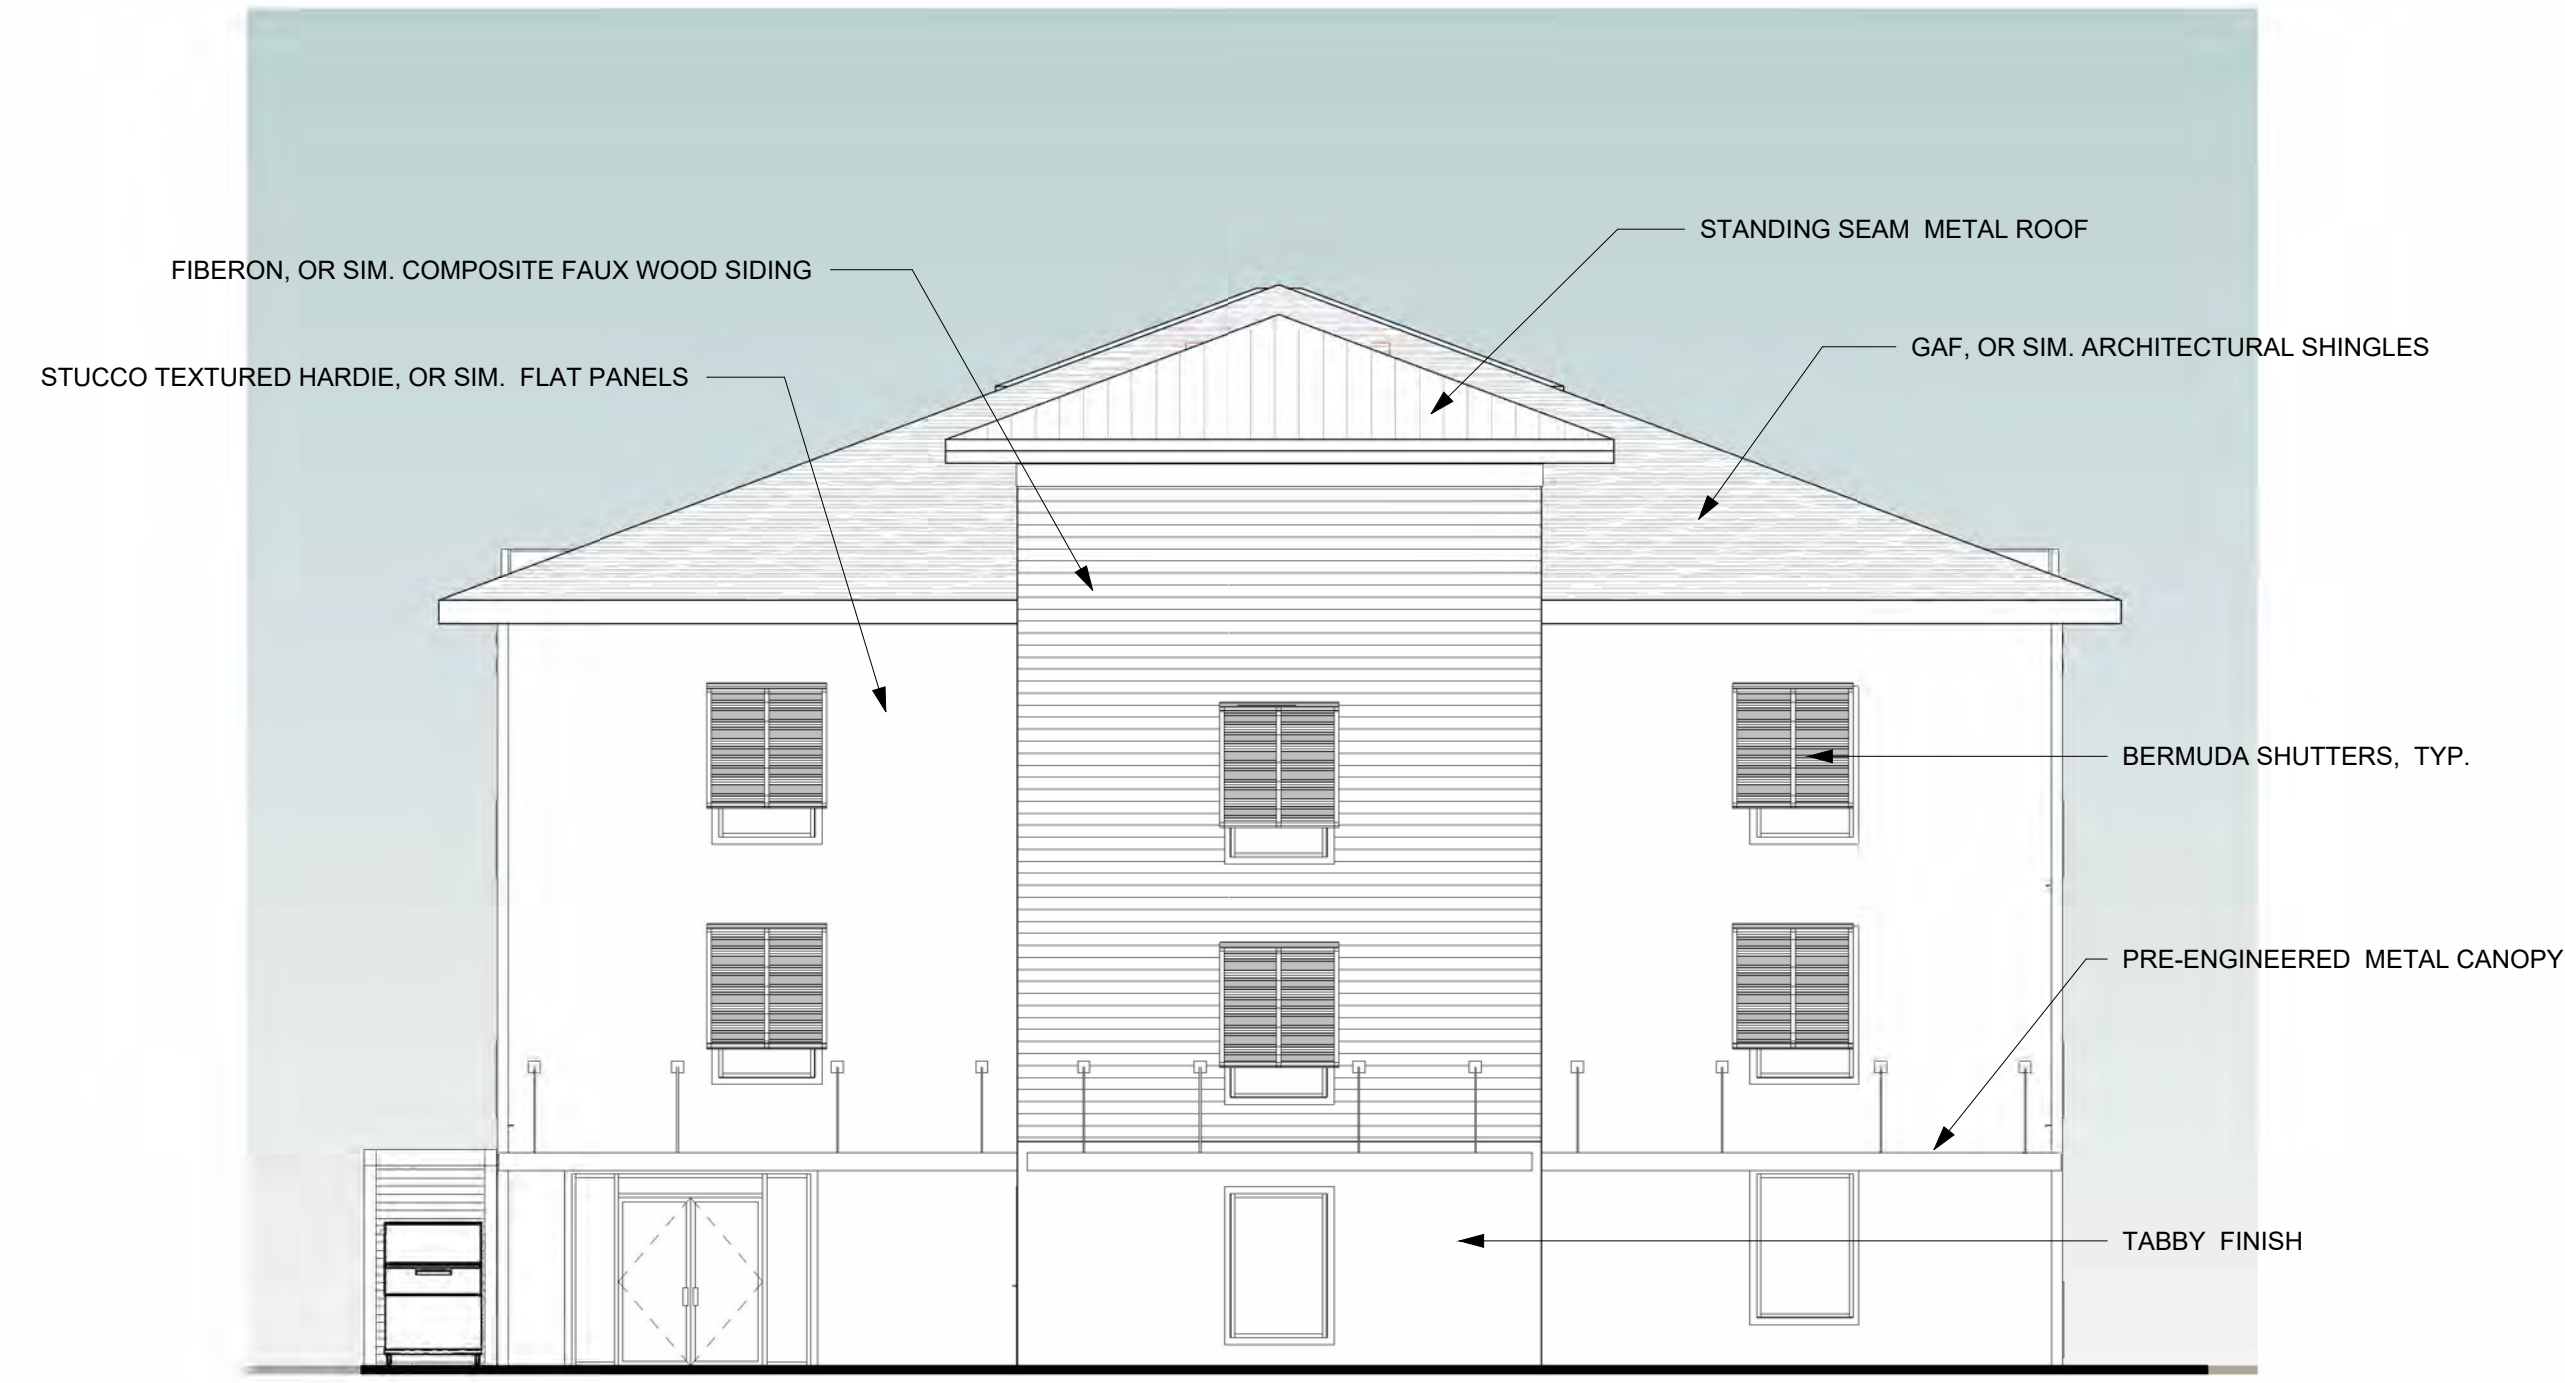 STANDING SEAM METAL ROOF
FIBERON, OR SIM. COMPOSITE FAUX WOOD SIDING
GAF, OR SIM. ARCHITECTURAL SHINGLES
STUCCO TEXTURED HARDIE, OR SIM. FLAT PANELS
BERMUDA SHUTTERS, TYP.
PRE-ENGINEERED METAL CANOPY
TABBY FINISH